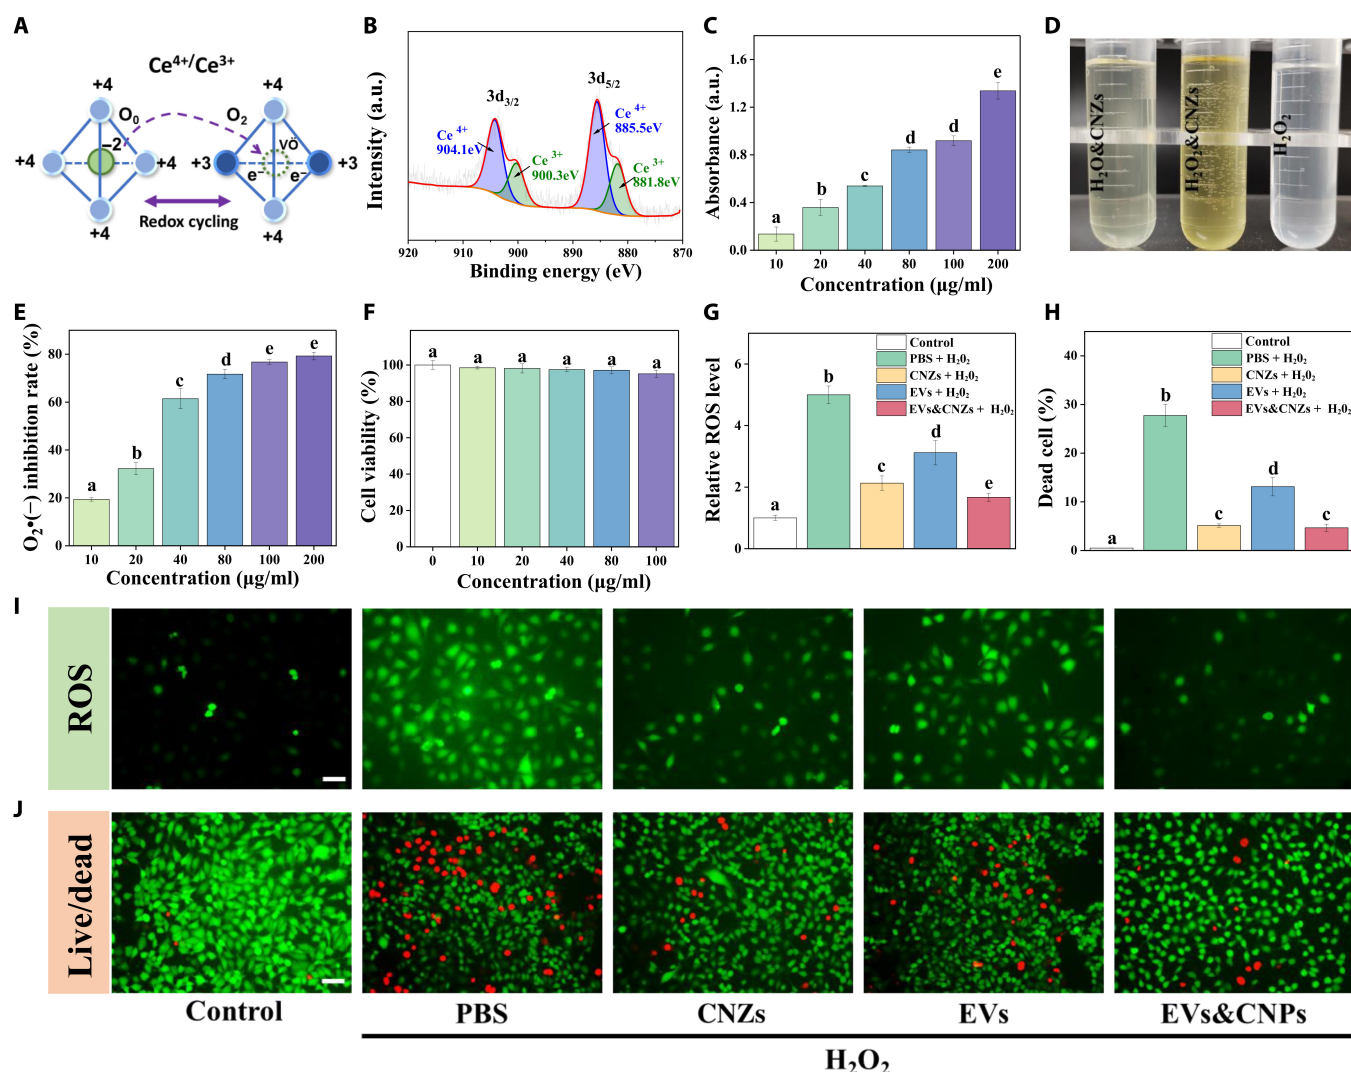 A
Ce4+/Ce3+
+4
O0
O2
+4
−2
+4
+4
+4
+3
VÖ
e−
e−
+3
+4
Redox cycling
B
Intensity (a.u.)
3d3/2
3d5/2
Ce 4+
904.1eV
Ce 3+
900.3eV
Ce 4+
885.5eV
Ce 3+
881.8eV
920 910 900 890 880 870
Binding energy (eV)
C
Absorbance (a.u.)
1.6
1.2
0.8
0.4
0.0
a b c d d e
10 20 40 80 100 200
Concentration (μg/ml)
D
H2O&CNZs
H2O2&CNZs
H2O2
E
O2•(−) inhibition rate (%)
80
60
40
20
0
a b c d e e
10 20 40 80 100 200
Concentration (μg/ml)
F
Cell viability (%)
100
80
60
40
20
0
a a a a a a
0 10 20 40 80 100
Concentration (μg/ml)
G
Relative ROS level
6
4
2
0
Control
PBS + H2O2
CNZs + H2O2
EVs + H2O2
EVs&CNZs + H2O2
a b c d e
H
Dead cell (%)
40
30
20
10
0
Control
PBS + H2O2
CNZs + H2O2
EVs + H2O2
EVs&CNZs + H2O2
a b c d c
I
ROS
J
Live/dead
Control PBS CNZs EVs EVs&CNPs
H2O2